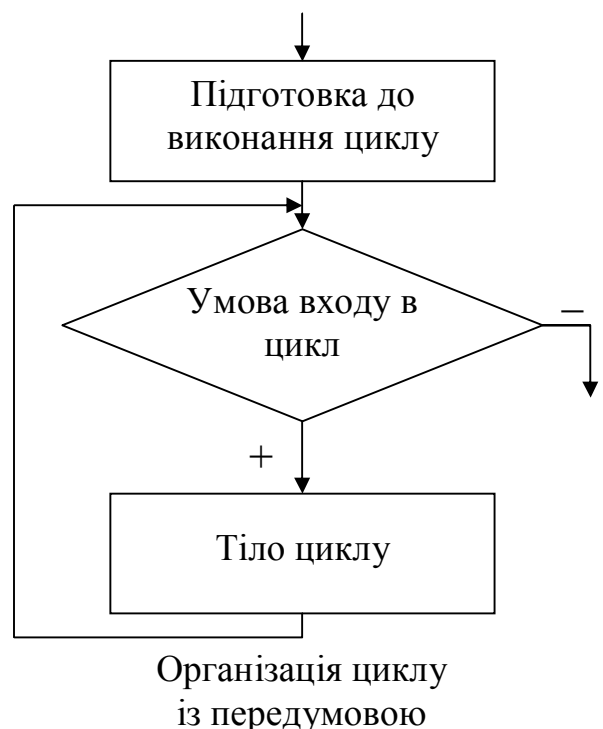 Підготовка до
виконання циклу
Умова входу в
цикл
–
+
Тіло циклу
Організація циклу
із передумовою